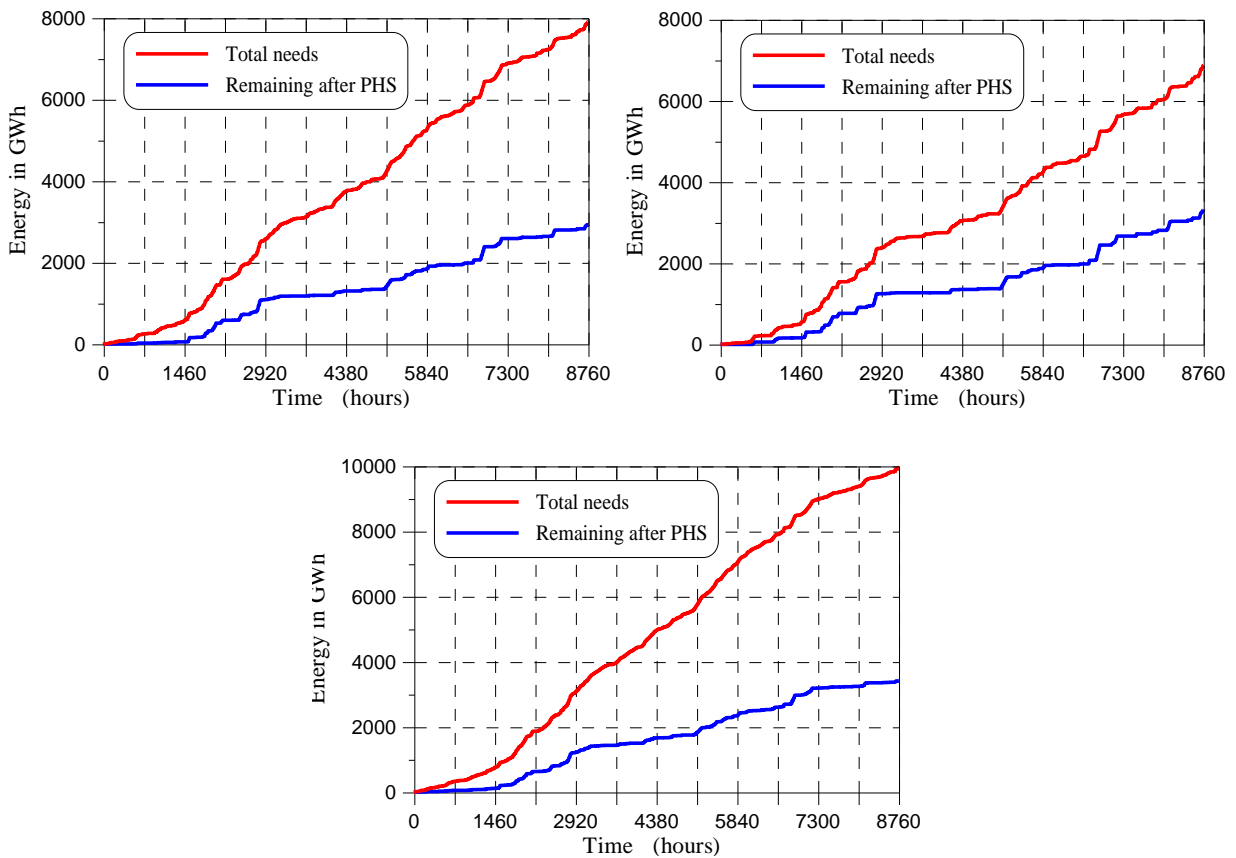 8000
6000
4000
2000
0
Energy in GWh
Total needs
Remaining after PHS
0 1460 2920 4380 5840 7300 8760
Time (hours)
8000
6000
4000
2000
0
Energy in GWh
Total needs
Remaining after PHS
0 1460 2920 4380 5840 7300 8760
Time (hours)
10000
8000
6000
4000
2000
0
Energy in GWh
Total needs
Remaining after PHS
0 1460 2920 4380 5840 7300 8760
Time (hours)